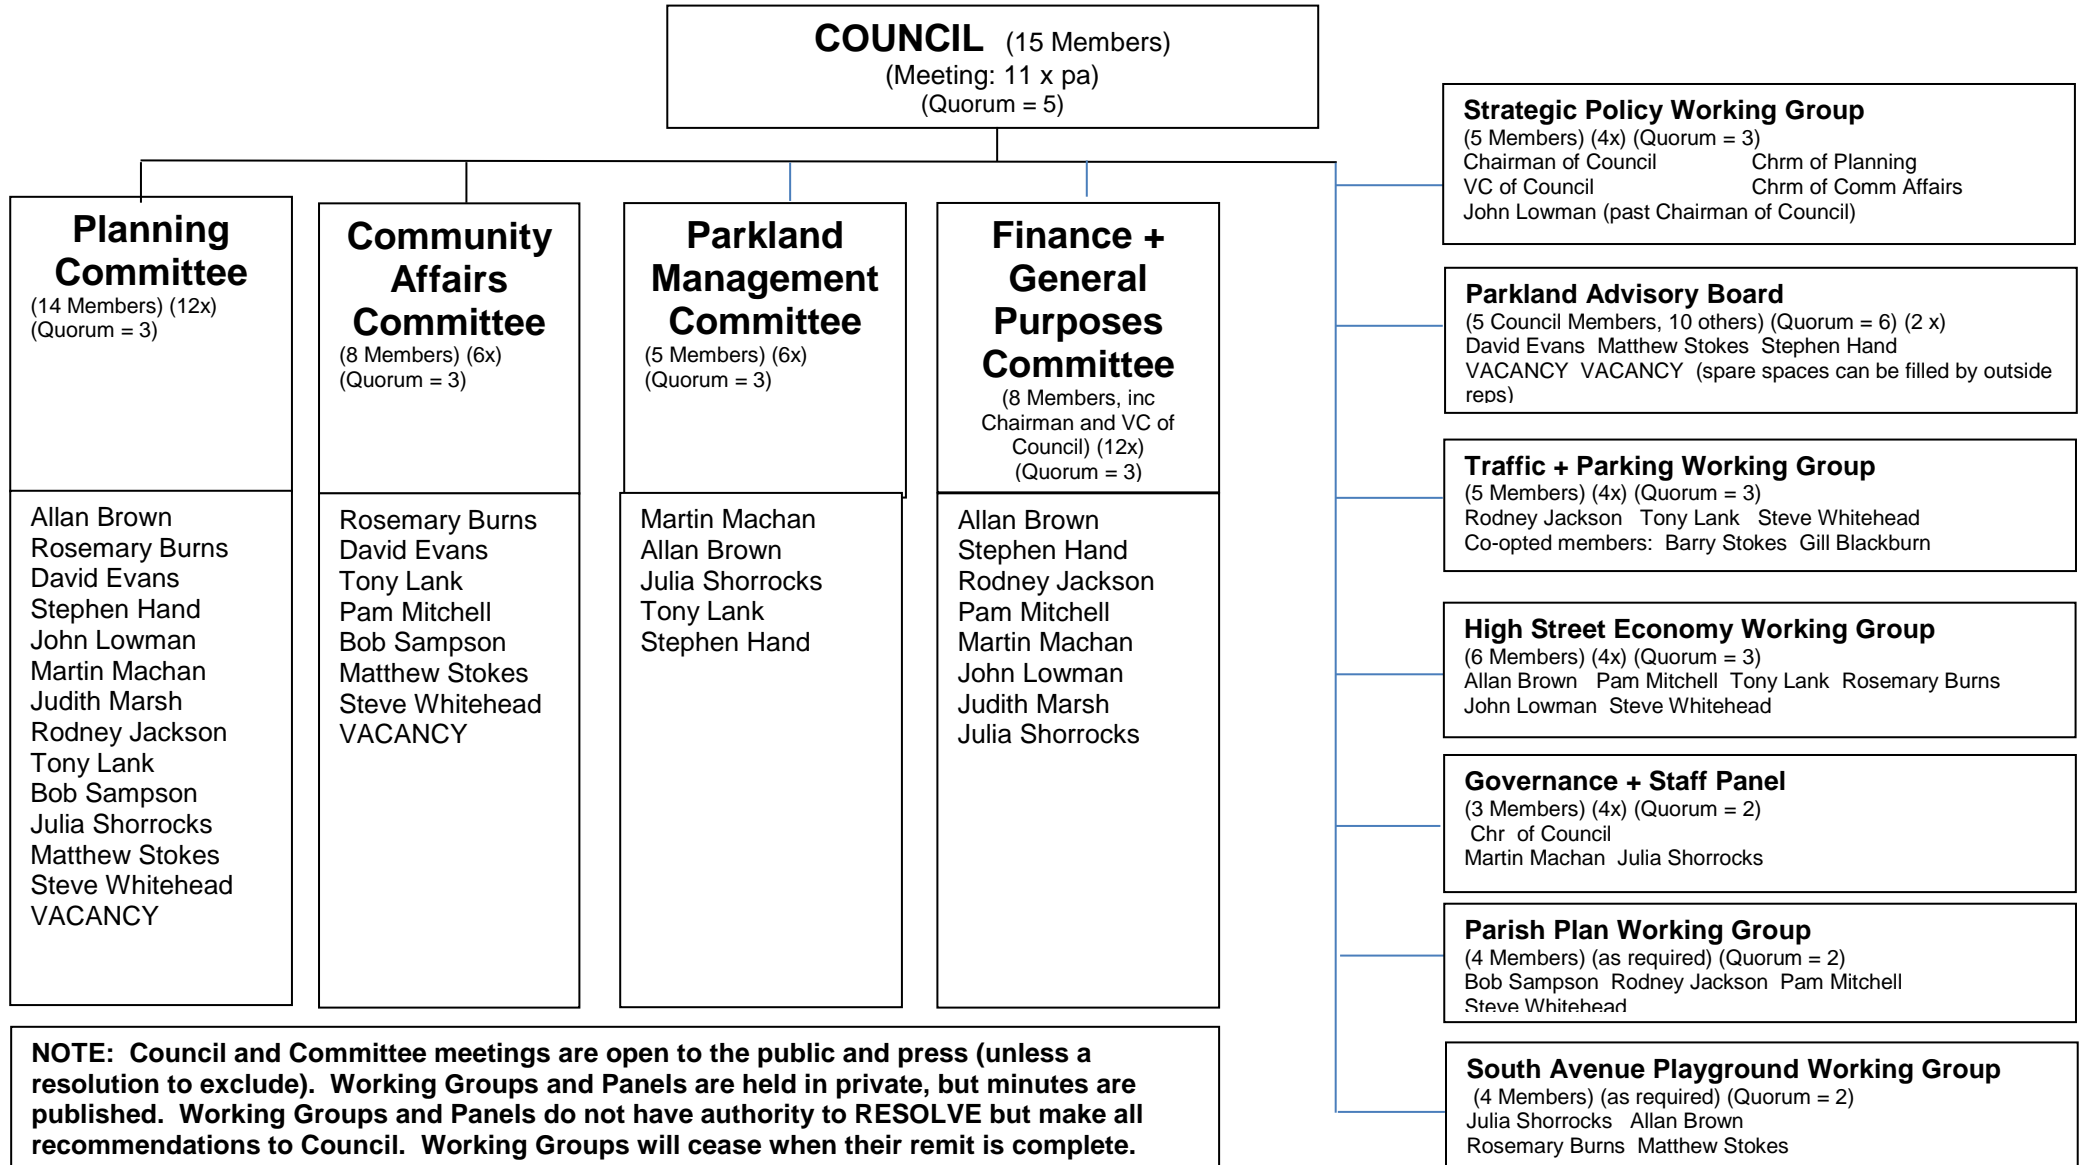 COUNCIL (15 Members)
(Meeting: 11 x pa)
(Quorum = 5)
Planning
Committee
(14 Members) (12x)
(Quorum = 3)
Allan Brown
Rosemary Burns
David Evans
Stephen Hand
John Lowman
Martin Machan
Judith Marsh
Rodney Jackson
Tony Lank
Bob Sampson
Julia Shorrocks
Matthew Stokes
Steve Whitehead
VACANCY
Community
Affairs
Committee
(8 Members) (6x)
(Quorum = 3)
Rosemary Burns
David Evans
Tony Lank
Pam Mitchell
Bob Sampson
Matthew Stokes
Steve Whitehead
VACANCY
Parkland
Management
Committee
(5 Members) (6x)
(Quorum = 3)
Martin Machan
Allan Brown
Julia Shorrocks
Tony Lank
Stephen Hand
Finance +
General
Purposes
Committee
(8 Members, inc
Chairman and VC of
Council) (12x)
(Quorum = 3)
Allan Brown
Stephen Hand
Rodney Jackson
Pam Mitchell
Martin Machan
John Lowman
Judith Marsh
Julia Shorrocks
Strategic Policy Working Group
(5 Members) (4x) (Quorum = 3)
Chairman of Council Chrm of Planning
VC of Council Chrm of Comm Affairs
John Lowman (past Chairman of Council)
Parkland Advisory Board
(5 Council Members, 10 others) (Quorum = 6) (2 x)
David Evans Matthew Stokes Stephen Hand
VACANCY VACANCY (spare spaces can be filled by outside
reps)
Traffic + Parking Working Group
(5 Members) (4x) (Quorum = 3)
Rodney Jackson Tony Lank Steve Whitehead
Co-opted members: Barry Stokes Gill Blackburn
High Street Economy Working Group
(6 Members) (4x) (Quorum = 3)
Allan Brown Pam Mitchell Tony Lank Rosemary Burns
John Lowman Steve Whitehead
Governance + Staff Panel
(3 Members) (4x) (Quorum = 2)
Chr of Council
Martin Machan Julia Shorrocks
Parish Plan Working Group
(4 Members) (as required) (Quorum = 2)
Bob Sampson Rodney Jackson Pam Mitchell
Steve Whitehead
South Avenue Playground Working Group
(4 Members) (as required) (Quorum = 2)
Julia Shorrocks Allan Brown
Rosemary Burns Matthew Stokes
NOTE: Council and Committee meetings are open to the public and press (unless a
resolution to exclude). Working Groups and Panels are held in private, but minutes are
published. Working Groups and Panels do not have authority to RESOLVE but make all
recommendations to Council. Working Groups will cease when their remit is complete.